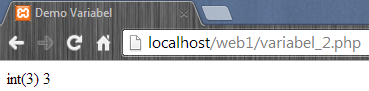 Demo Variabel
localhost/web1/variabel_2.php
int(3) 3